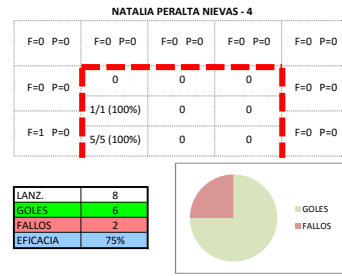 NATALIA PERALTA NIEVAS - 4
F=0 P=0 F=0 P=0 F=0 P=0 F=0 P=0 F=0 P=0
F=0 P=0 0 0 0 F=0 P=0
1/1 (100%) 0 0
F=1 P=0 5/5 (100%) 0 0 F=0 P=0
LANZ. 8
GOLES 6
FALLOS 2
EFICACIA 75%
GOLES
FALLOS